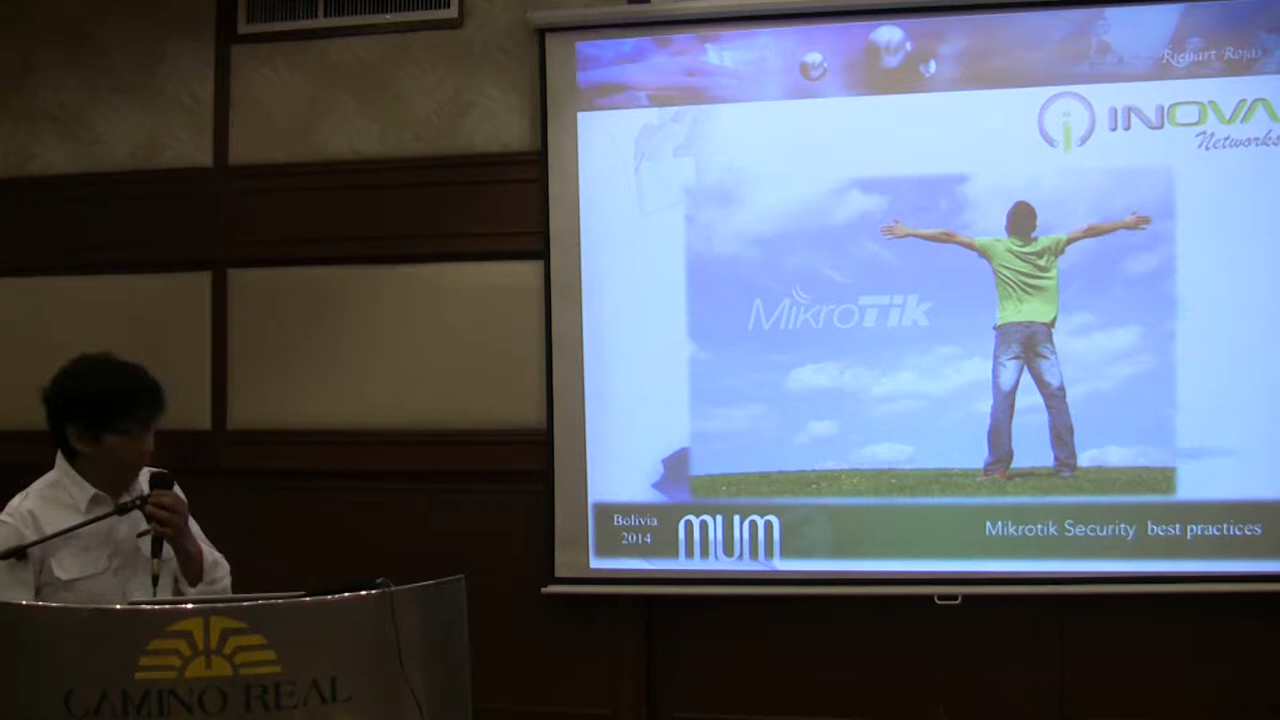 Richart Rojas
INOVA
Networks
MikroTik
Bolivia
2014
MUM
Mikrotik Security best practices
CAMINO REAL